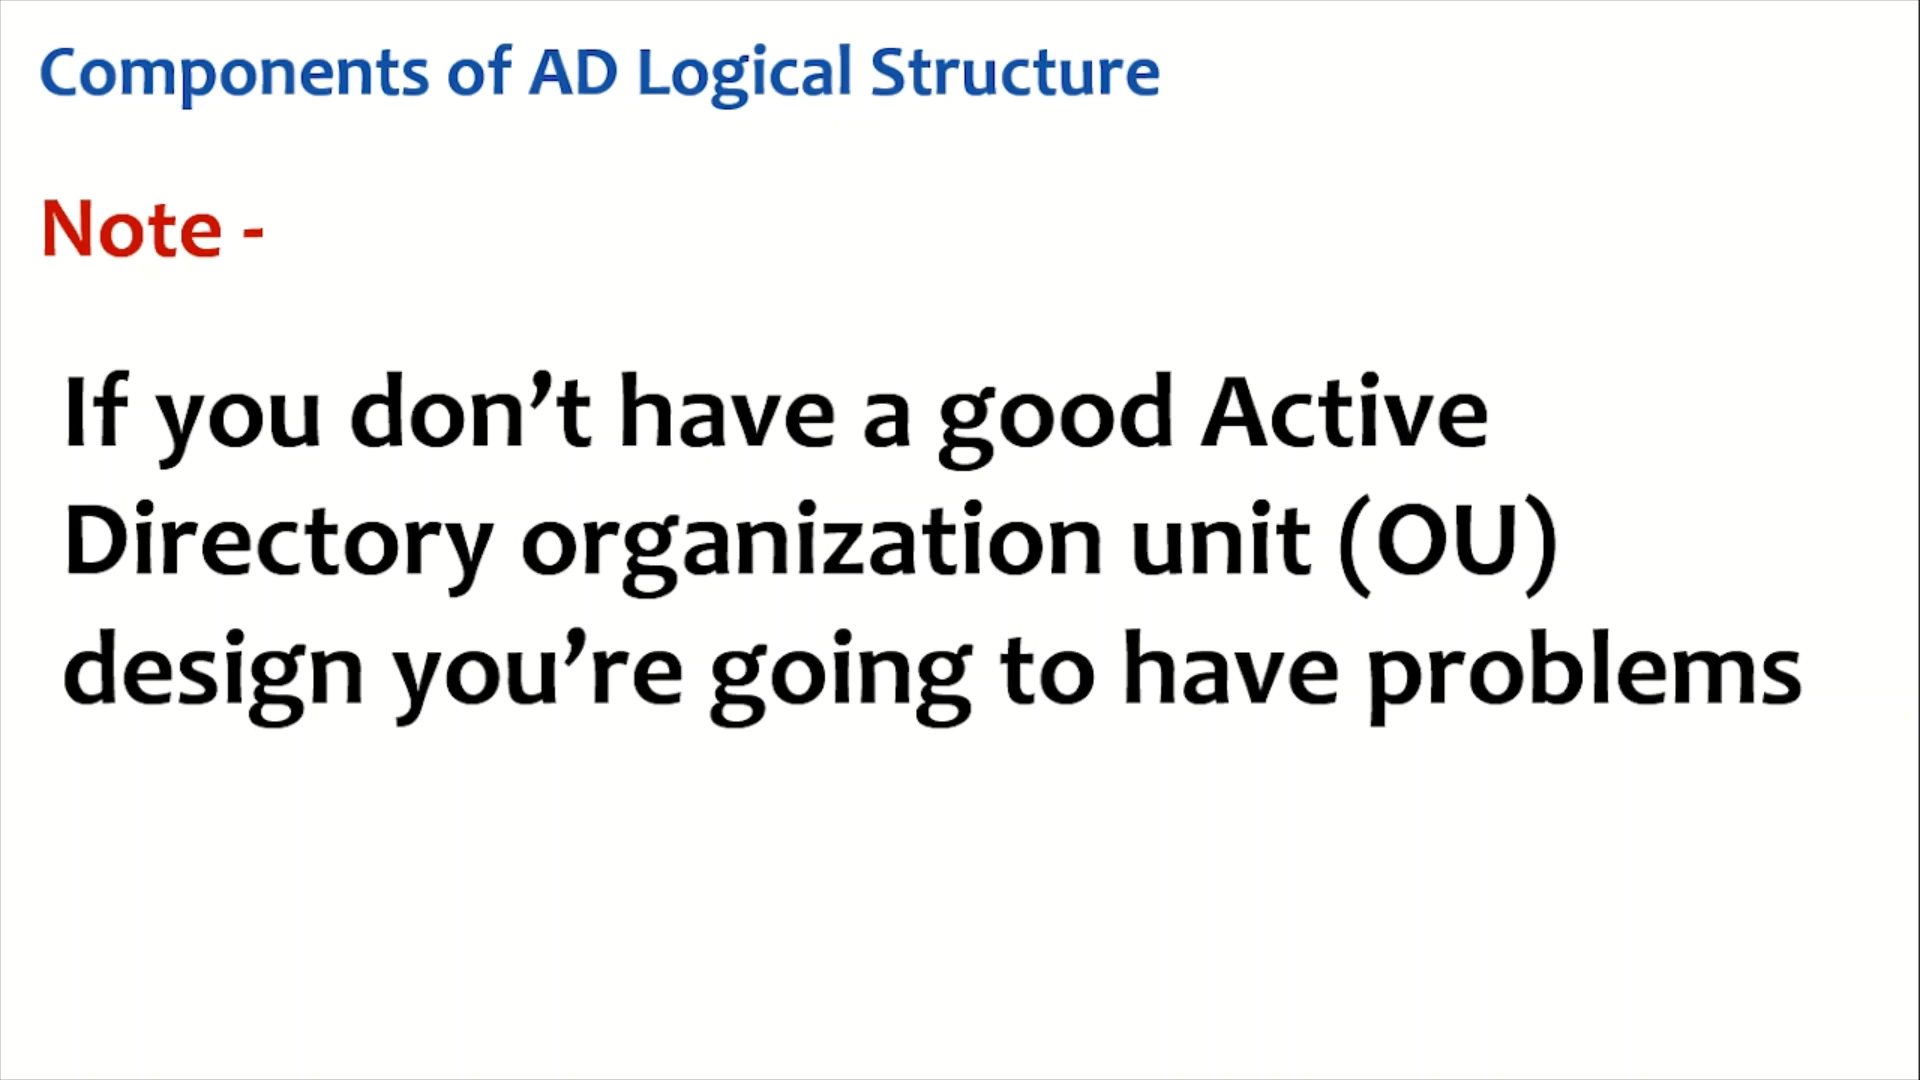 Components of AD Logical Structure
Note -
If you don’t have a good Active
Directory organization unit (OU)
design you’re going to have problems